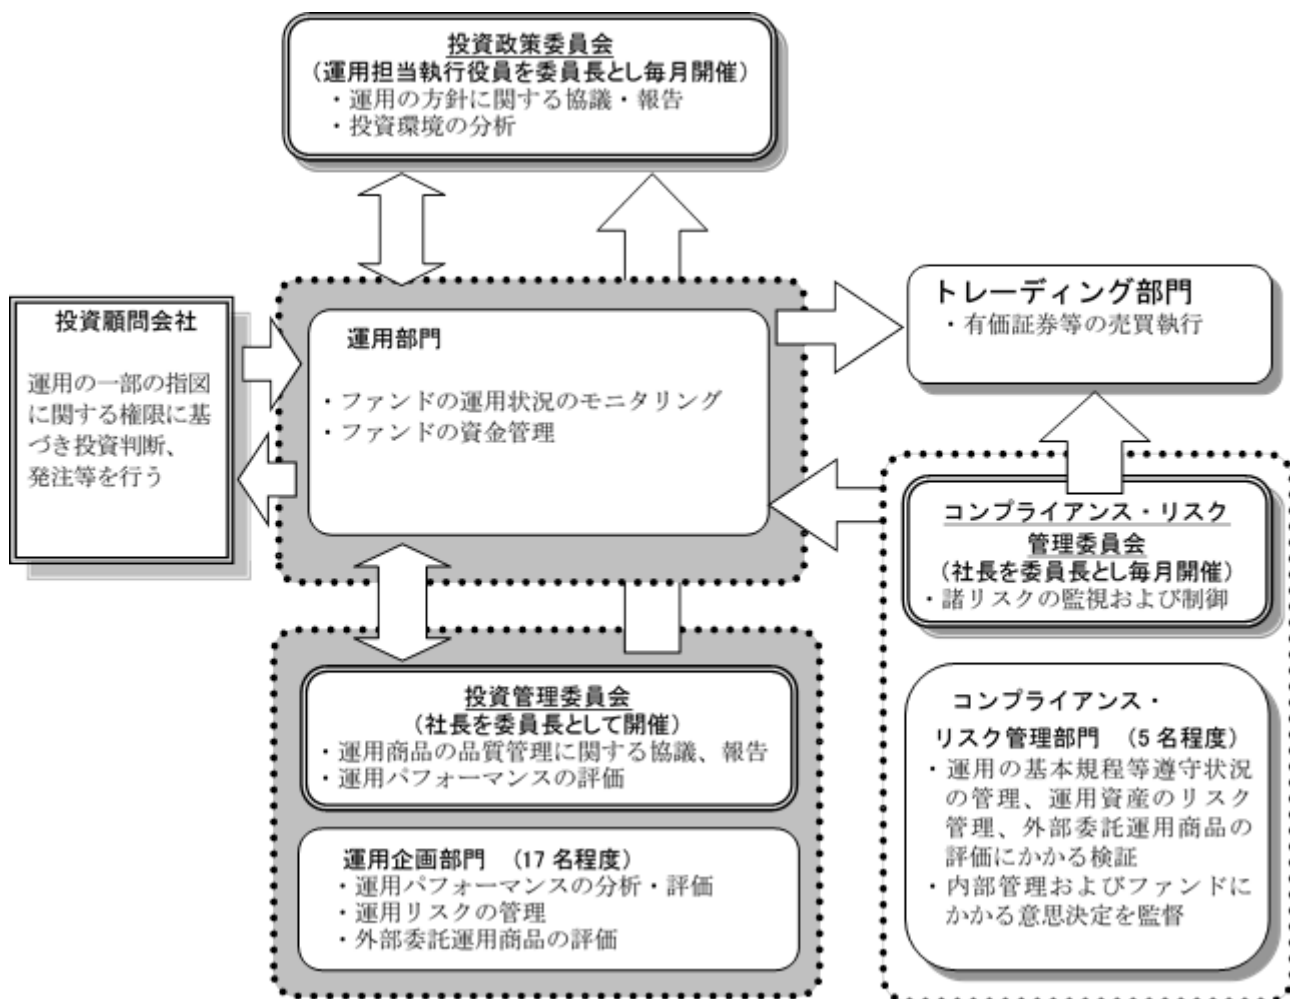 投資政策委員会
(運用担当執行役員を委員長とし毎月開催)
・運用の方針に関する協議・報告
・投資環境の分析
投資顧問会社
運用の一部の指図
に関する権限に基
づき投資判断、
発注等を行う
運用部門
・ファンドの運用状況のモニタリング
・ファンドの資金管理
トレーディング部門
・有価証券等の売買執行
コンプライアンス・リスク
管理委員会
(社長を委員長とし毎月開催)
・諸リスクの監視および制御
投資管理委員会
(社長を委員長として開催)
・運用商品の品質管理に関する協議、報告
・運用パフォーマンスの評価
運用企画部門 (17名程度)
・運用パフォーマンスの分析・評価
・運用リスクの管理
・外部委託運用商品の評価
コンプライアンス・
リスク管理部門 (5名程度)
・運用の基本規程等遵守状況
の管理、運用資産のリスク
管理、外部委託運用商品の
評価にかかる検証
・内部管理およびファンドに
かかる意思決定を監督